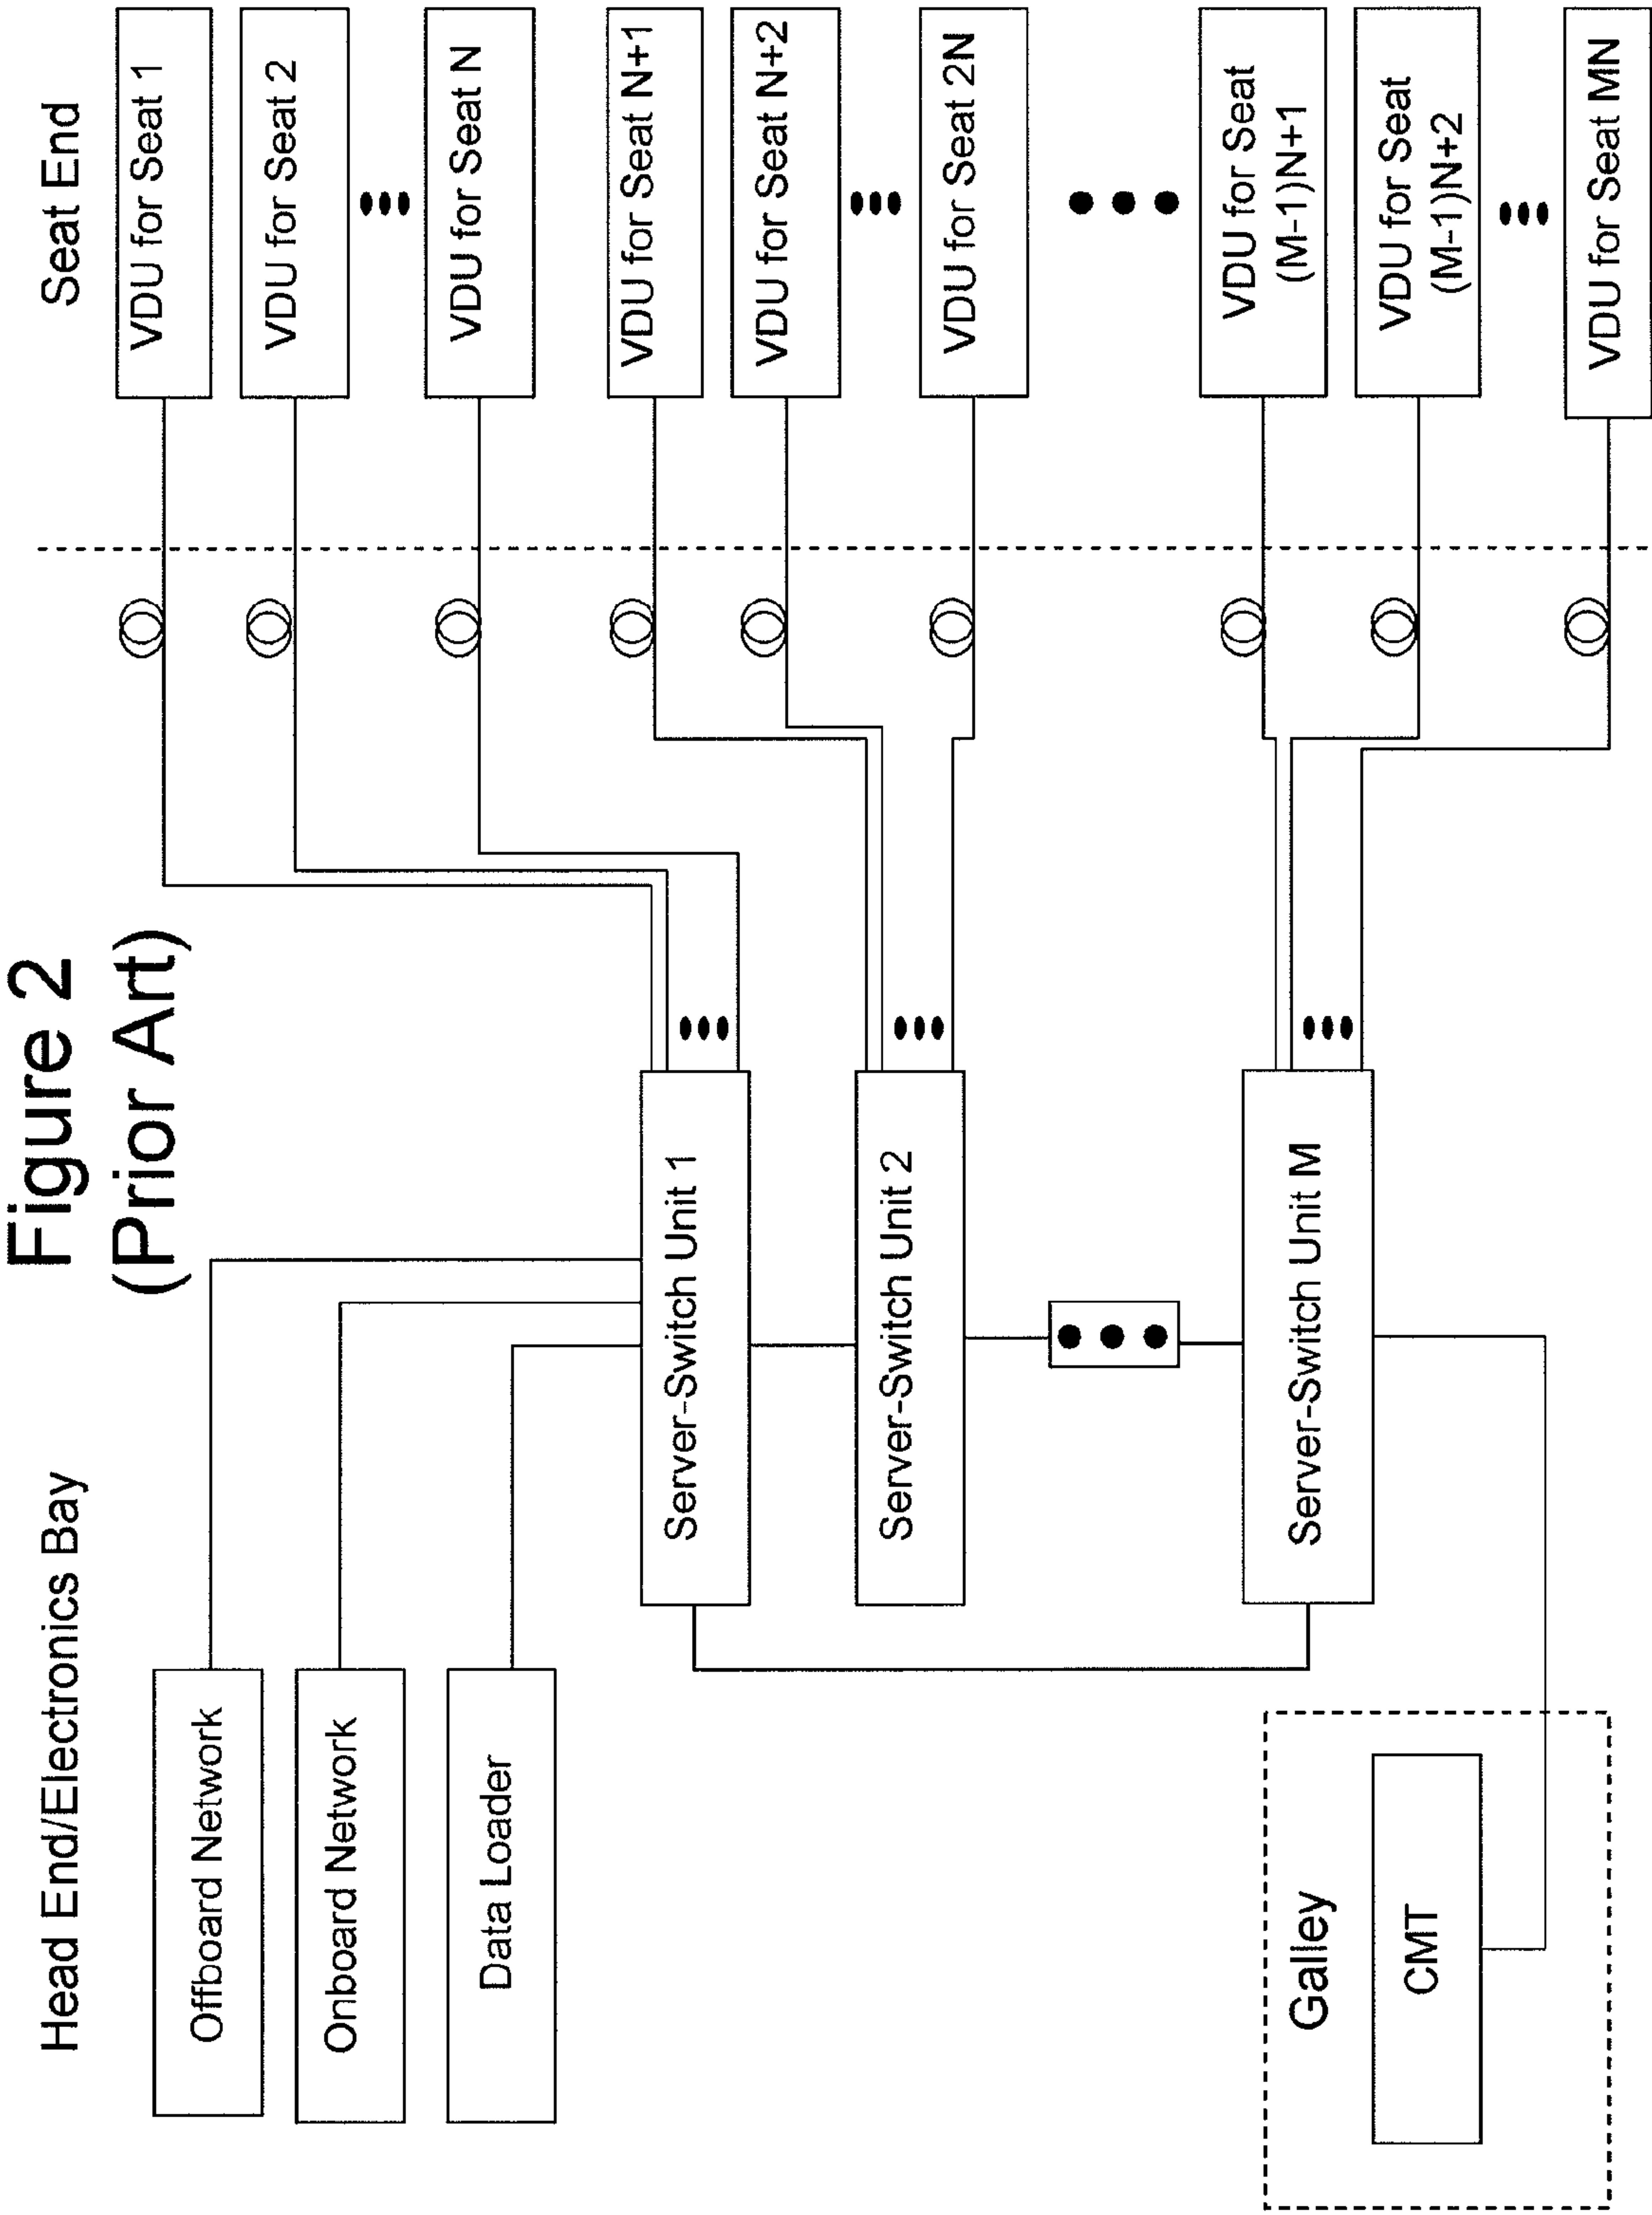 Figure 2
(Prior Art)
Head End/Electronics Bay
Seat End
Offboard Network
Onboard Network
Data Loader
Server-Switch Unit 1
Server-Switch Unit 2
Server-Switch Unit M
Galley
CMT
VDU for Seat 1
VDU for Seat 2
VDU for Seat N
VDU for Seat N+1
VDU for Seat N+2
VDU for Seat 2N
VDU for Seat
(M-1)N+1
VDU for Seat
(M-1)N+2
VDU for Seat MN